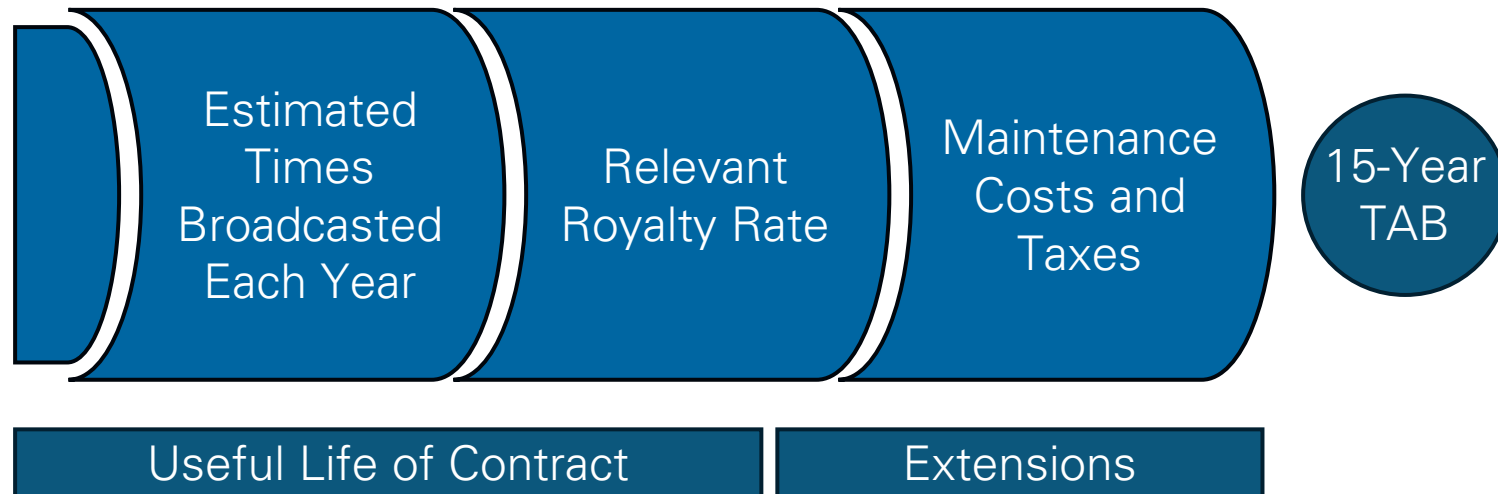 Estimated
Times
Broadcasted
Each Year
Relevant
Royalty Rate
Maintenance
Costs and
Taxes
15-Year
TAB
Useful Life of Contract
Extensions